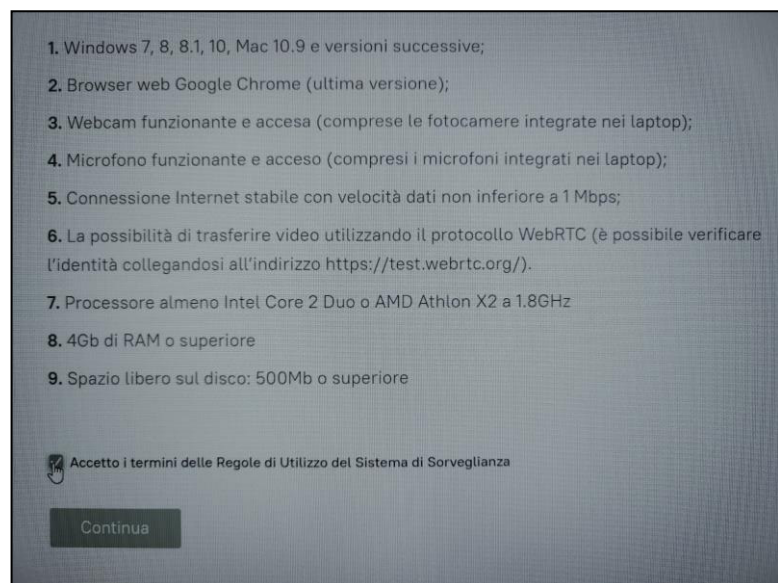 1. Windows 7, 8, 8.1, 10, Mac 10.9 e versioni successive;
2. Browser web Google Chrome (ultima versione);
3. Webcam funzionante e accesa (comprese le fotocamere integrate nei laptop);
4. Microfono funzionante e acceso (compresi i microfoni integrati nei laptop);
5. Connessione Internet stabile con velocità dati non inferiore a 1 Mbps;
6. La possibilità di trasferire video utilizzando il protocollo WebRTC (è possibile verificare
l'identità collegandosi all'indirizzo https://test.webrtc.org/).
7. Processore almeno Intel Core 2 Duo o AMD Athlon X2 a 1.8GHz
8. 4Gb di RAM o superiore
9. Spazio libero sul disco: 500Mb o superiore
Accetto i termini delle Regole di Utilizzo del Sistema di Sorveglianza
Continua